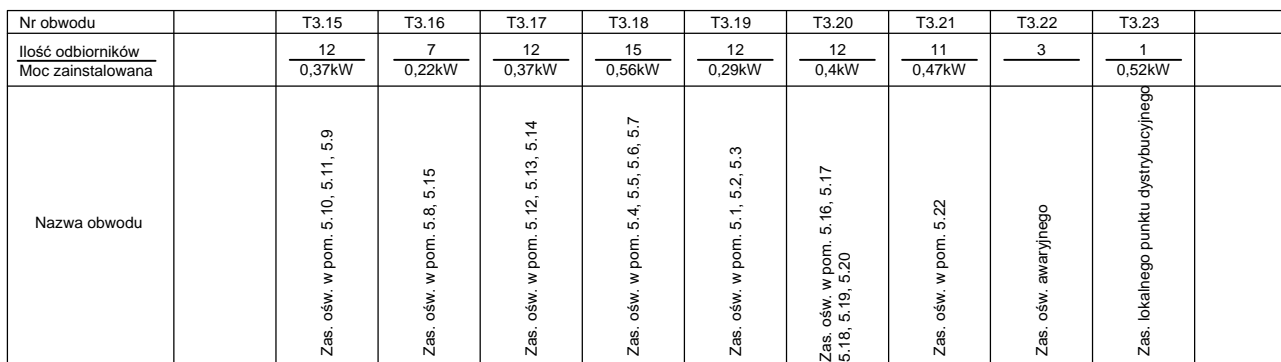 Nr obwodu T3.15 T3.16 T3.17 T3.18 T3.19 T3.20 T3.21 T3.22 T3.23
Ilość odbiorników 12 7 12 15 12 12 11 3 1
Moc zainstalowana 0,37kW 0,22kW 0,37kW 0,56kW 0,29kW 0,4kW 0,47kW 0,52kW
Nazwa obwodu
Zas. ośw. w pom. 5.10, 5.11, 5.9
Zas. ośw. w pom. 5.8, 5.15
Zas. ośw. w pom. 5.12, 5.13, 5.14
Zas. ośw. w pom. 5.4, 5.5, 5.6, 5.7
Zas. ośw. w pom. 5.1, 5.2, 5.3
Zas. ośw. w pom. 5.16, 5.17
5.18, 5.19, 5.20
Zas. ośw. w pom. 5.22
Zas. ośw. awaryjnego
Zas. lokalnego punktu dystrybucyjnego